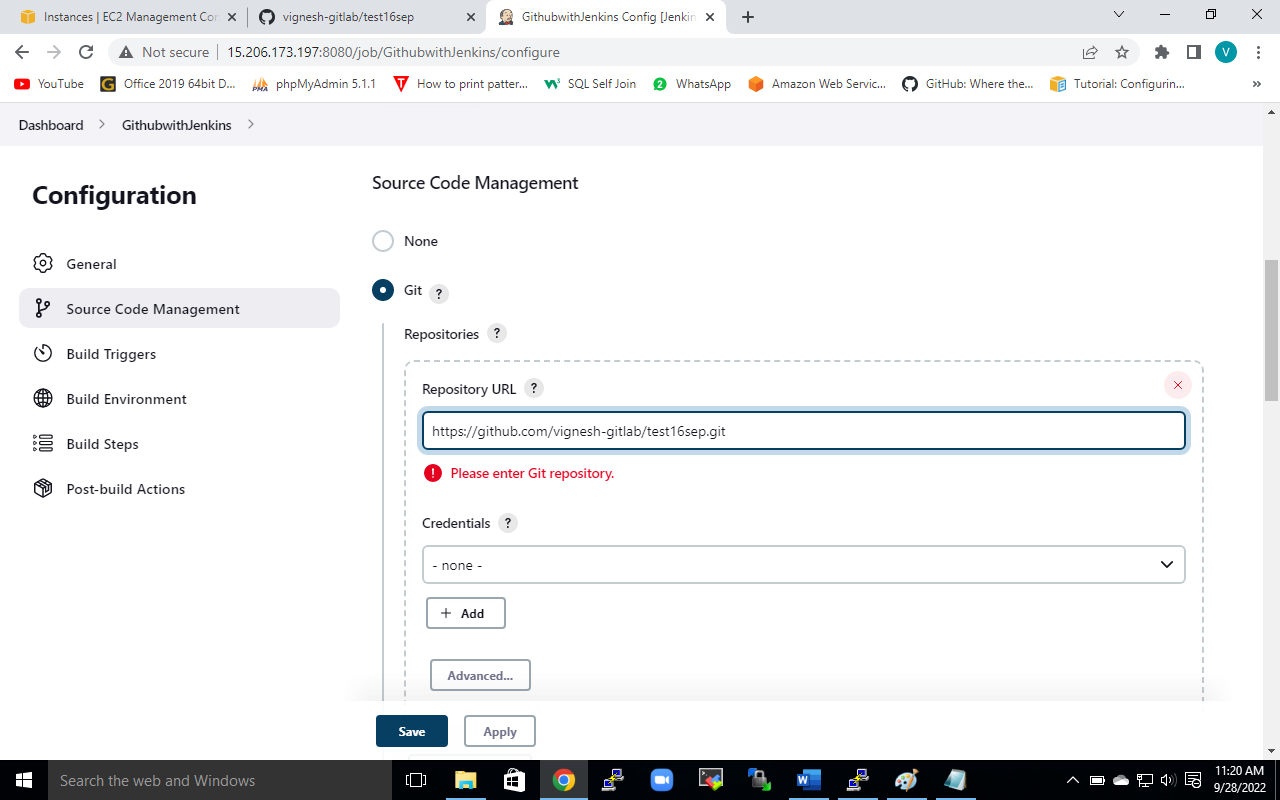 Instances | EC2 Management Con
vignesh-gitlab/test16sep
GithubwithJenkins Config [Jenkin
Not secure
15.206.173.197:8080/job/GithubwithJenkins/configure
V
YouTube
Office 2019 64bit D...
phpMyAdmin 5.1.1
How to print patter...
SQL Self Join
2
WhatsApp
Amazon Web Servic...
GitHub: Where the...
Tutorial: Configurin...
»
Dashboard
GithubwithJenkins
Configuration
General
Source Code Management
Build Triggers
Build Environment
Build Steps
Post-build Actions
Source Code Management
None
Git ?
Repositories ?
Repository URL ?
https://github.com/vignesh-gitlab/test16sep.git
Please enter Git repository.
Credentials ?
- none -
+ Add
Advanced...
Save
Apply
Search the web and Windows
11:20 AM
9/28/2022